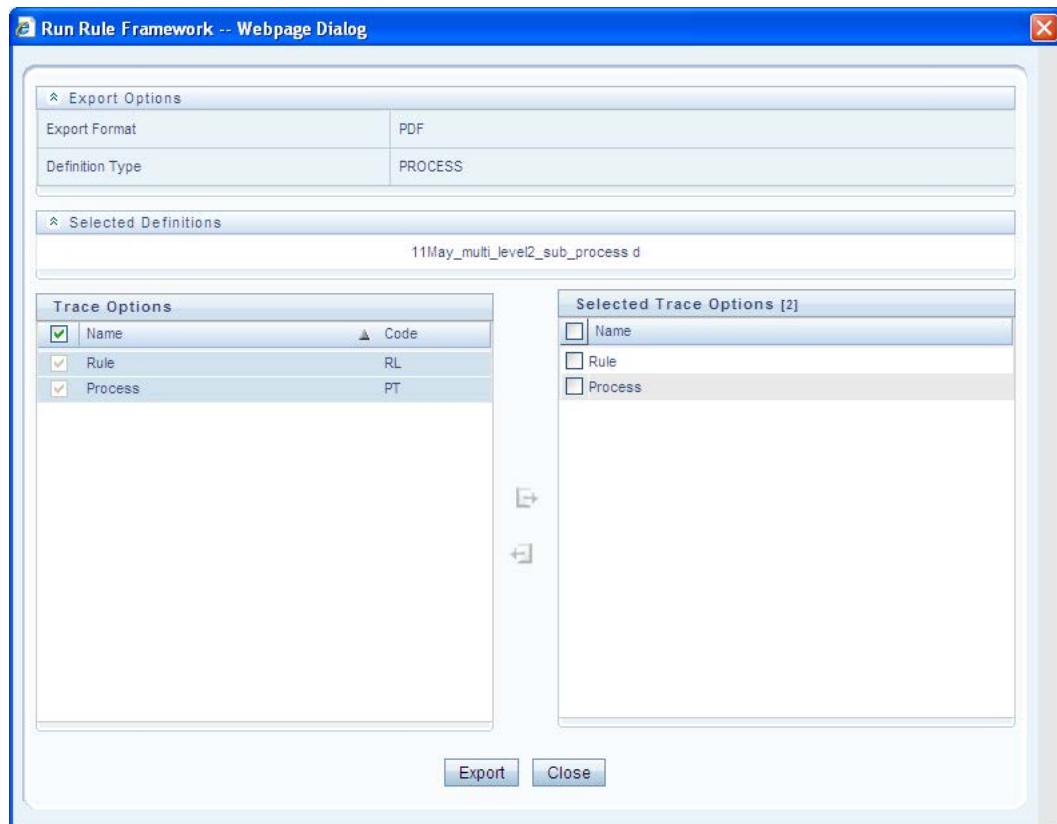 Run Rule Framework -- Webpage Dialog
Export Options
Export Format PDF
Definition Type PROCESS
Selected Definitions
11May_multi_level2_sub_process d
Trace Options
Name Code
Rule RL
Process PT
Selected Trace Options [2]
Name
Rule
Process
Export Close